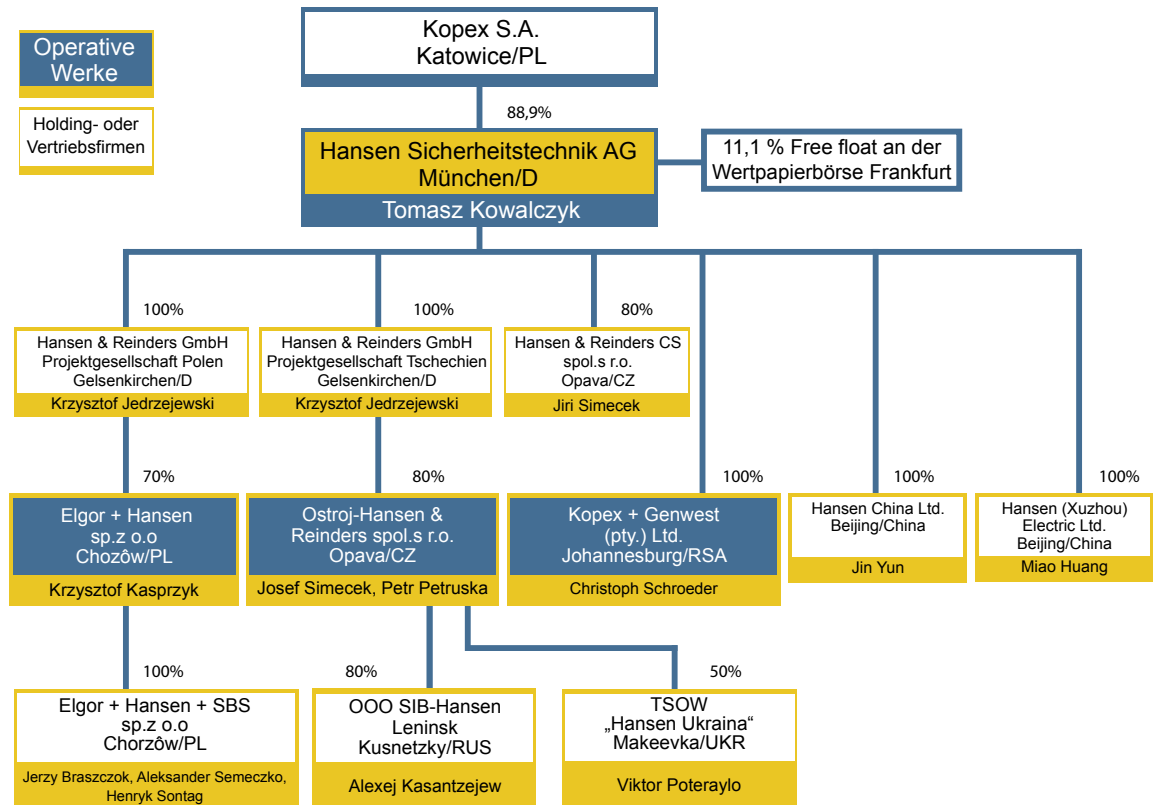 Operative
Werke
Holding- oder
Vertriebsfirmen
Kopex S.A.
Katowice/PL
88,9%
Hansen Sicherheitstechnik AG
München/D
Tomasz Kowalczyk
11,1 % Free float an der
Wertpapierbörse Frankfurt
100%
Hansen & Reinders GmbH
Projektgesellschaft Polen
Gelsenkirchen/D
Krzysztof Jedrzejewski
100%
Hansen & Reinders GmbH
Projektgesellschaft Tschechien
Gelsenkirchen/D
Krzysztof Jedrzejewski
80%
Hansen & Reinders CS
spol.s r.o.
Opava/CZ
Jiri Simecek
70%
Elgor + Hansen
sp.z o.o
Chozôw/PL
Krzysztof Kasprzyk
80%
Ostroj-Hansen &
Reinders spol.s r.o.
Opava/CZ
Josef Simecek, Petr Petruska
100%
Kopex + Genwest
(pty.) Ltd.
Johannesburg/RSA
Christoph Schroeder
100%
Hansen China Ltd.
Beijing/China
Jin Yun
100%
Hansen (Xuzhou)
Electric Ltd.
Beijing/China
Miao Huang
100%
Elgor + Hansen + SBS
sp.z o.o
Chorzôw/PL
Jerzy Braszczok, Aleksander Semeczko,
Henryk Sontag
80%
OOO SIB-Hansen
Leninsk
Kusnetzky/RUS
Alexej Kasantzejew
50%
TSOW
„Hansen Ukraina“
Makeevka/UKR
Viktor Poteraylo